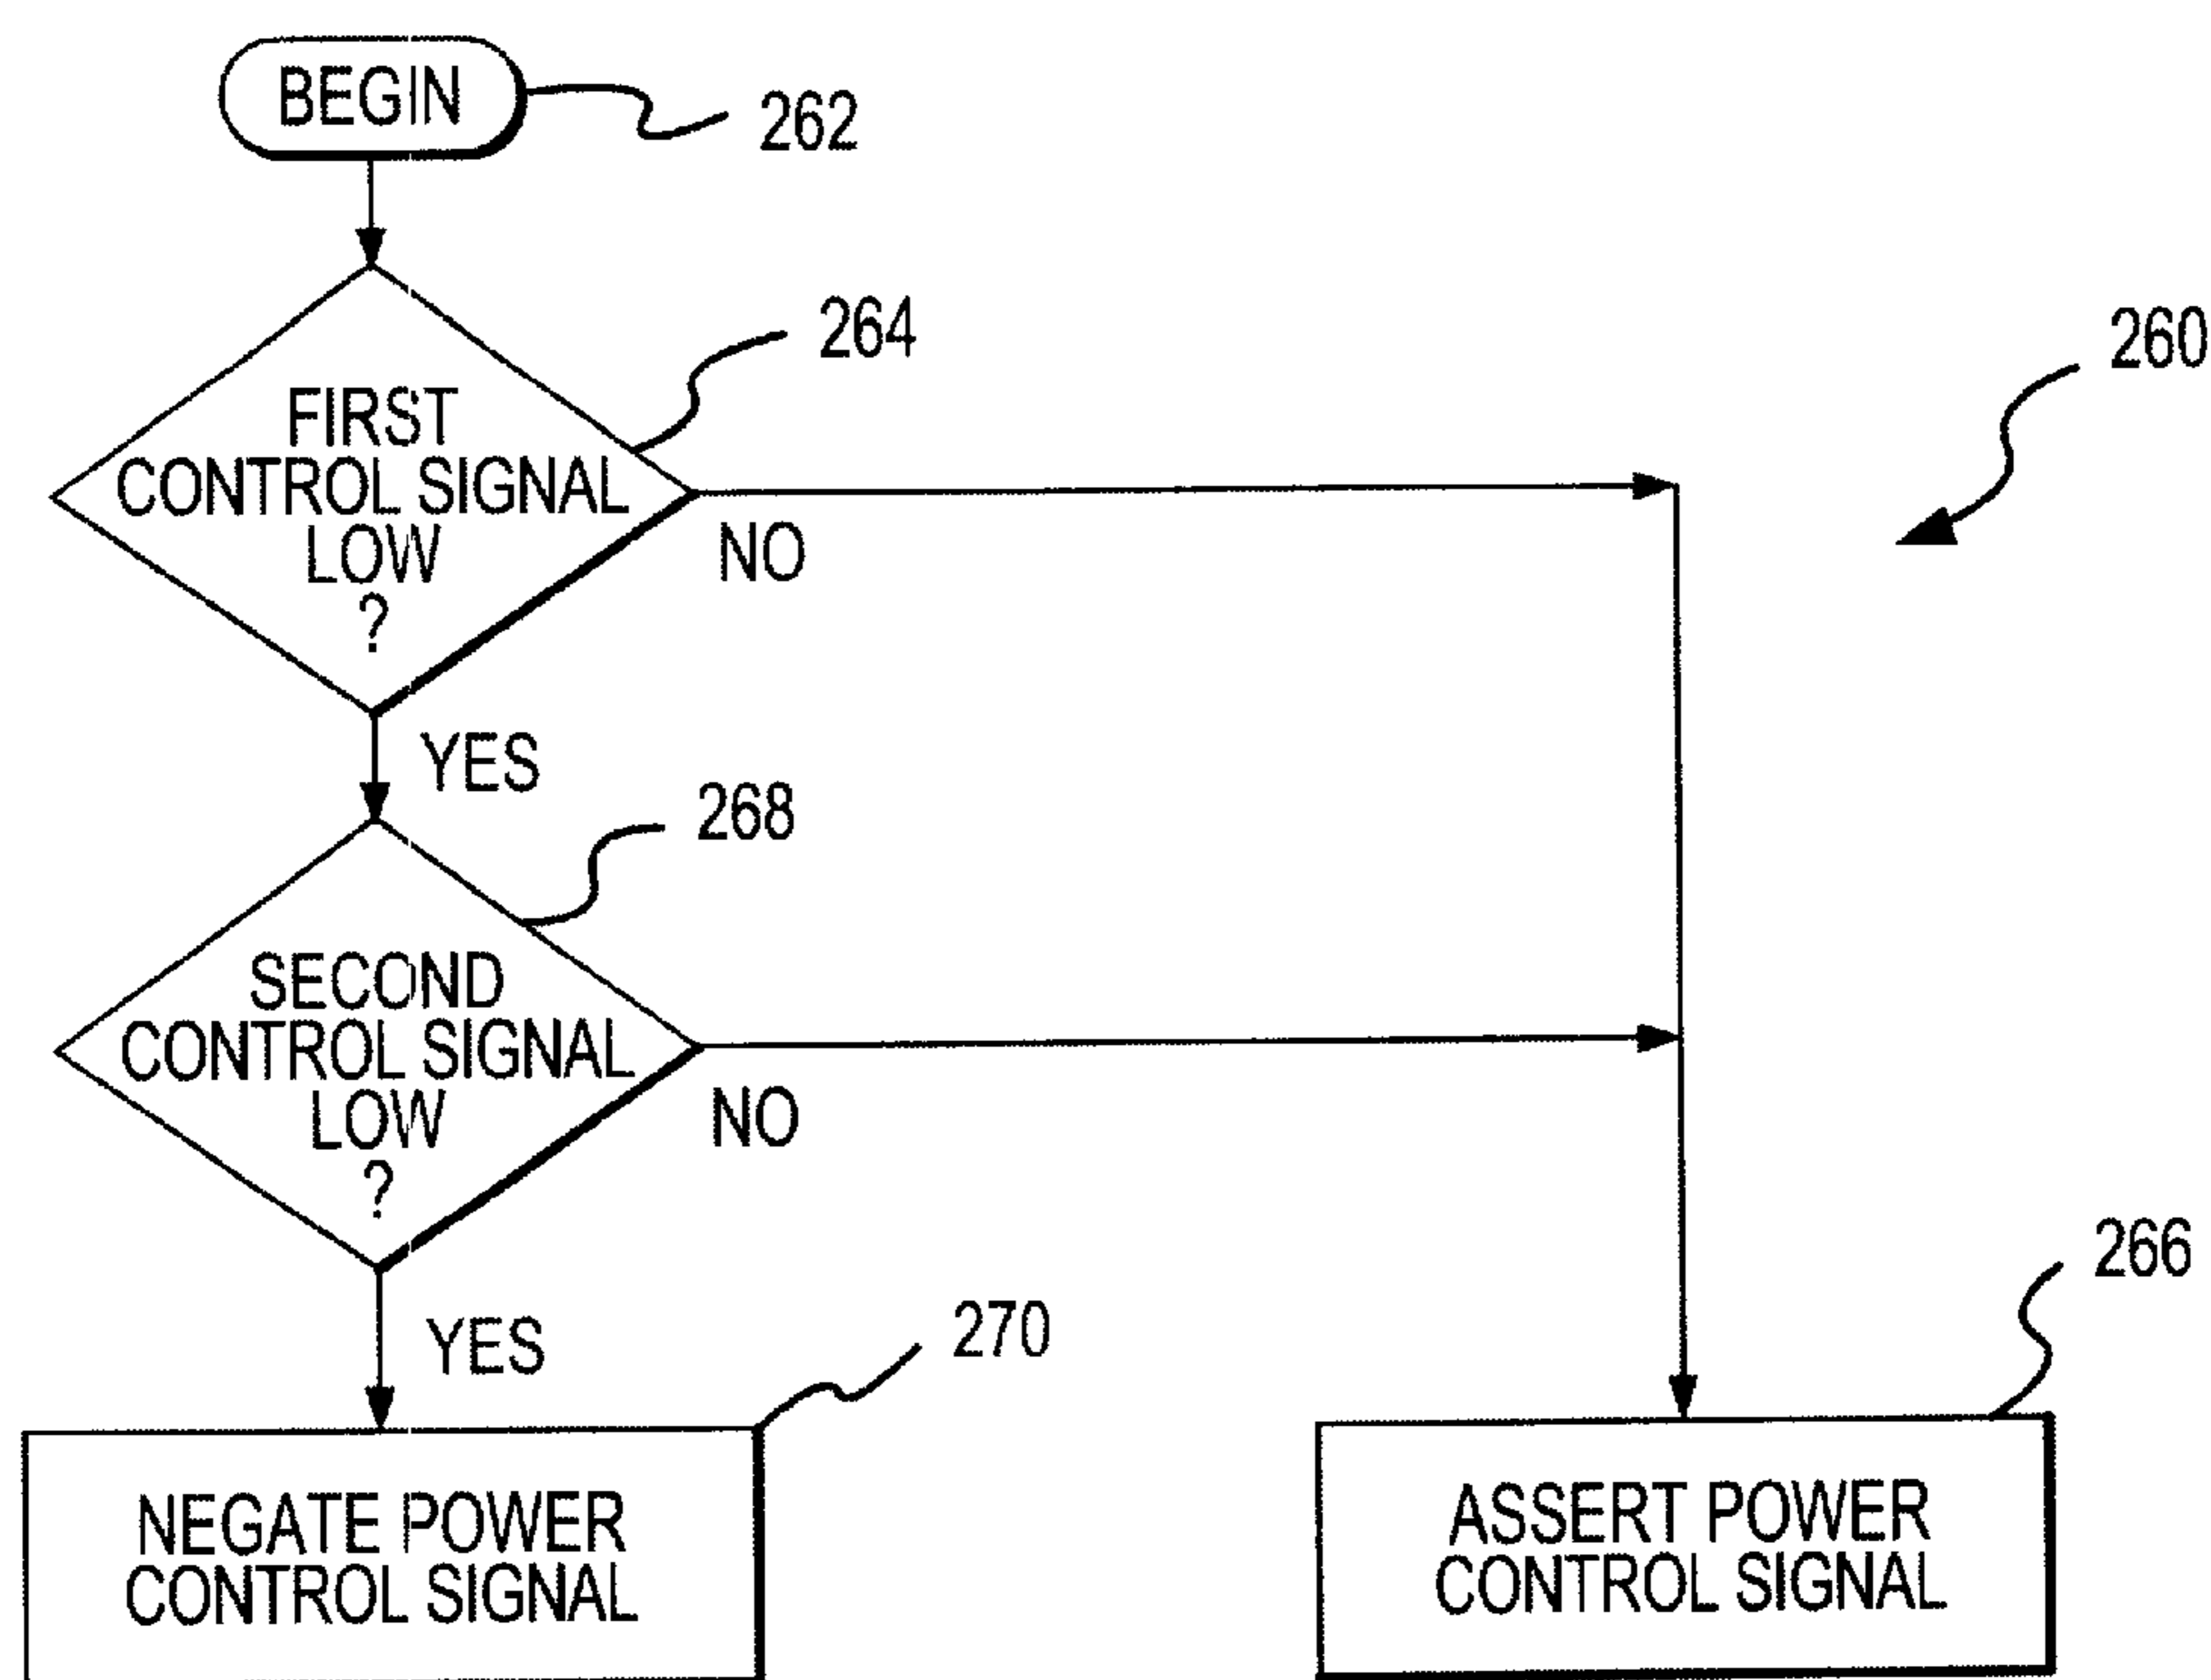 BEGIN
262
264
260
FIRST
CONTROL SIGNAL
LOW
?
NO
YES
268
SECOND
CONTROL SIGNAL
LOW
?
NO
266
YES
270
NEGATE POWER
CONTROL SIGNAL
ASSERT POWER
CONTROL SIGNAL